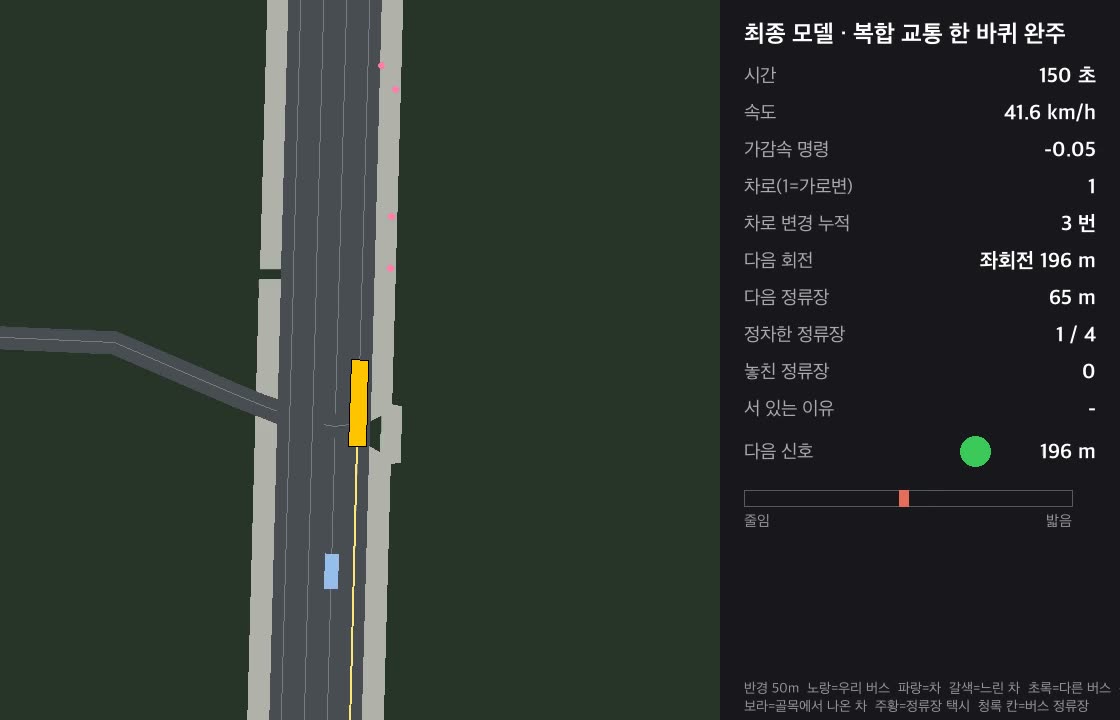 최종 모델 · 복합 교통 한 바퀴 완주
시간 150 초
속도 41.6 km/h
가감속 명령 -0.05
차로(1=가로변) 1
차로 변경 누적 3 번
다음 회전 좌회전 196 m
다음 정류장 65 m
정차한 정류장 1 / 4
놓친 정류장 0
서 있는 이유 -
다음 신호 196 m
줄임 밟음
반경 50m 노랑=우리 버스 파랑=차 갈색=느린 차 초록=다른 버스
보라=골목에서 나온 차 주황=정류장 택시 청록 칸=버스 정류장